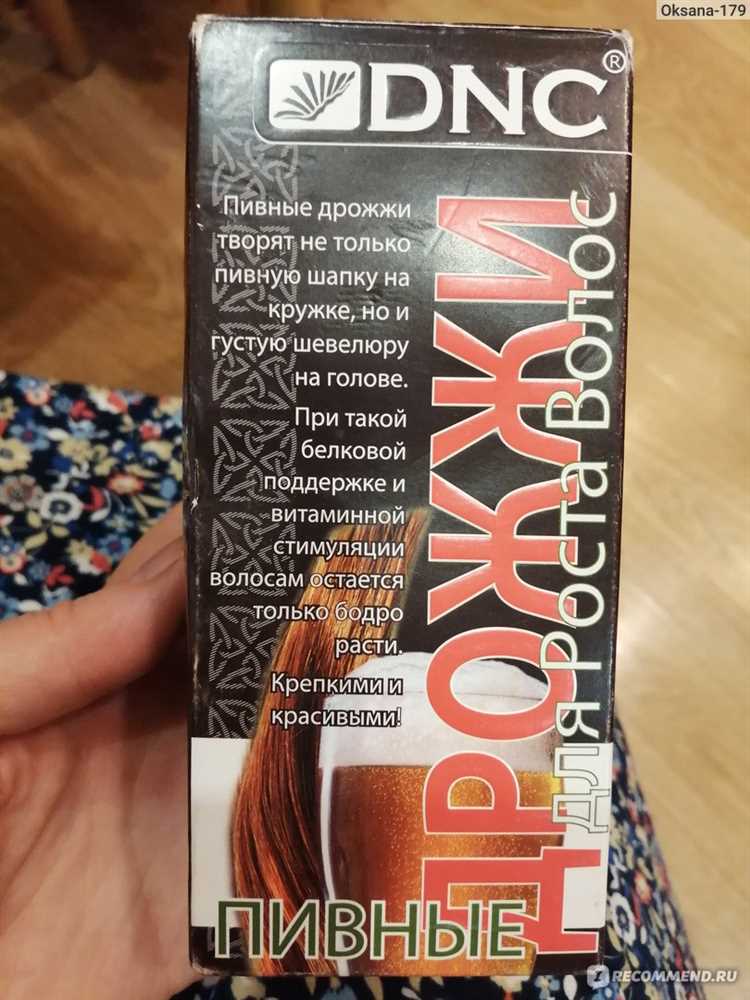 Oksana-179
DNC®
Пивные дрожжи
творят не только
пивную шапку на
кружке, но и
густую шевелюру
на голове.
При такой
белковой
поддержке и
витаминной
стимуляции
волосам остается
только бодро
расти.
Крепкими и
красивыми!
ПИВНЫЕ
ДРОЖЖИ
для Роста Волос
IRECOMMEND.RU